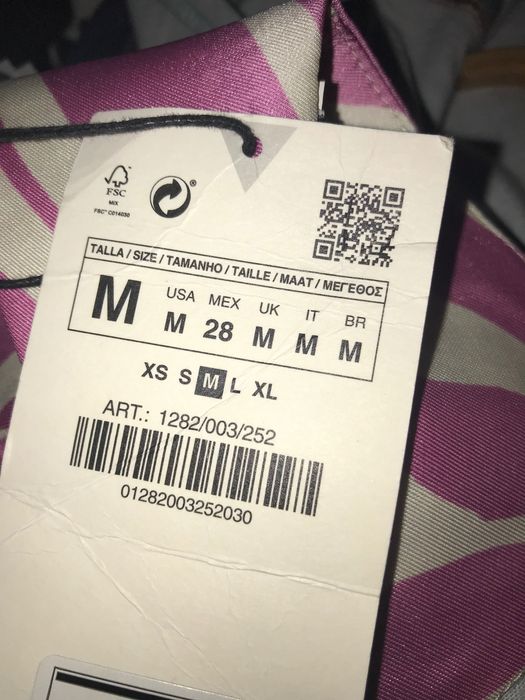 FSC
MIX
FSC™ C014030
®
TALLA / SIZE / TAMANHO / TAILLE / MAAT / ΜΕΓΕΘΟΣ
M USA MEX UK IT BR
M 28 M M M
XS S M L XL
ART.: 1282/003/252
01282003252030